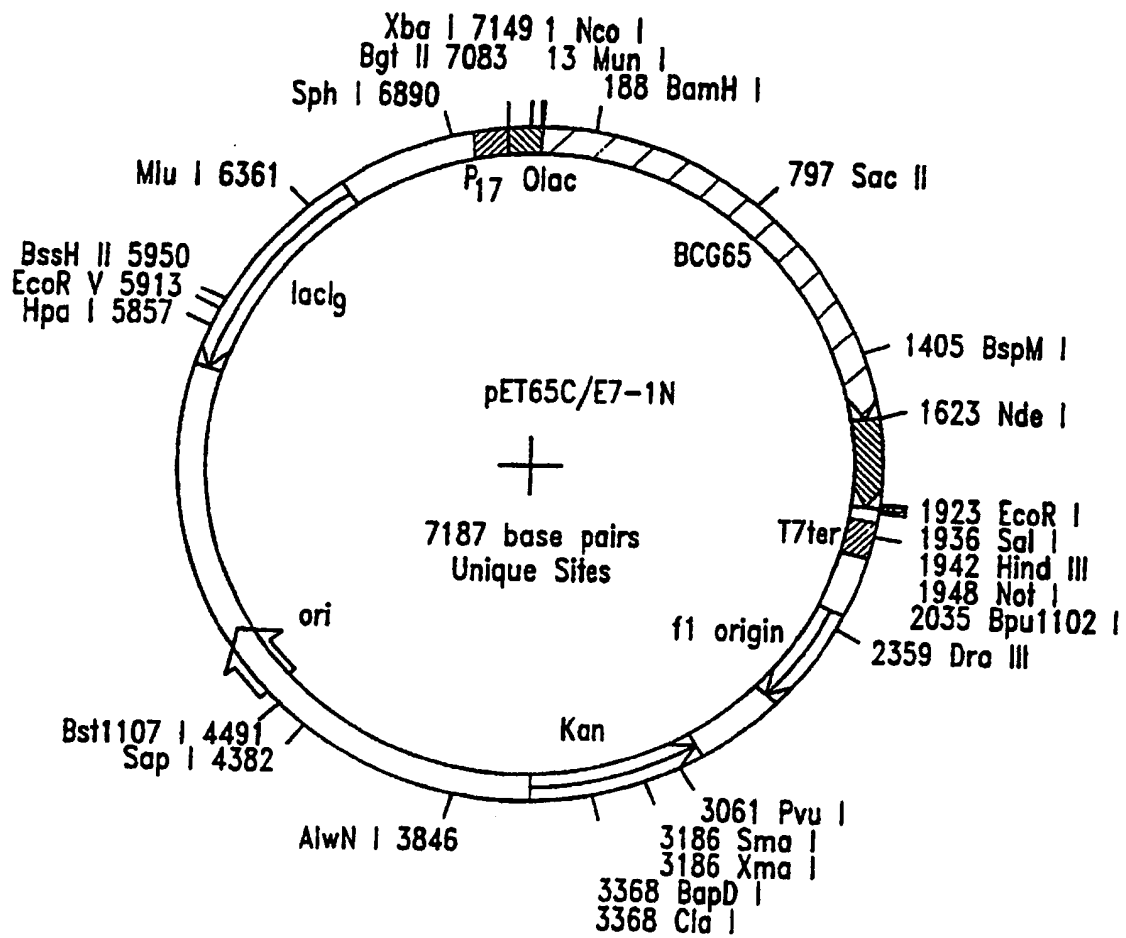 Xba I 7149 1 Nco I
Bgt II 7083 13 Mun I
Sph I 6890 188 BamH I
Mlu I 6361
P17 Olac
797 Sac II
BCG65
BssH II 5950
EcoR V 5913
Hpa I 5857
lacIg
1405 BspM I
pET65C/E7-1N
1623 Nde I
7187 base pairs
Unique Sites
T7ter
1923 EcoR I
1936 Sal I
1942 Hind III
1948 Not I
2035 Bpu1102 I
ori
f1 origin
2359 Dra III
Bst1107 I 4491
Sap I 4382
Kan
AlwN I 3846
3061 Pvu I
3186 Sma I
3186 Xma I
3368 BapD I
3368 Cla I